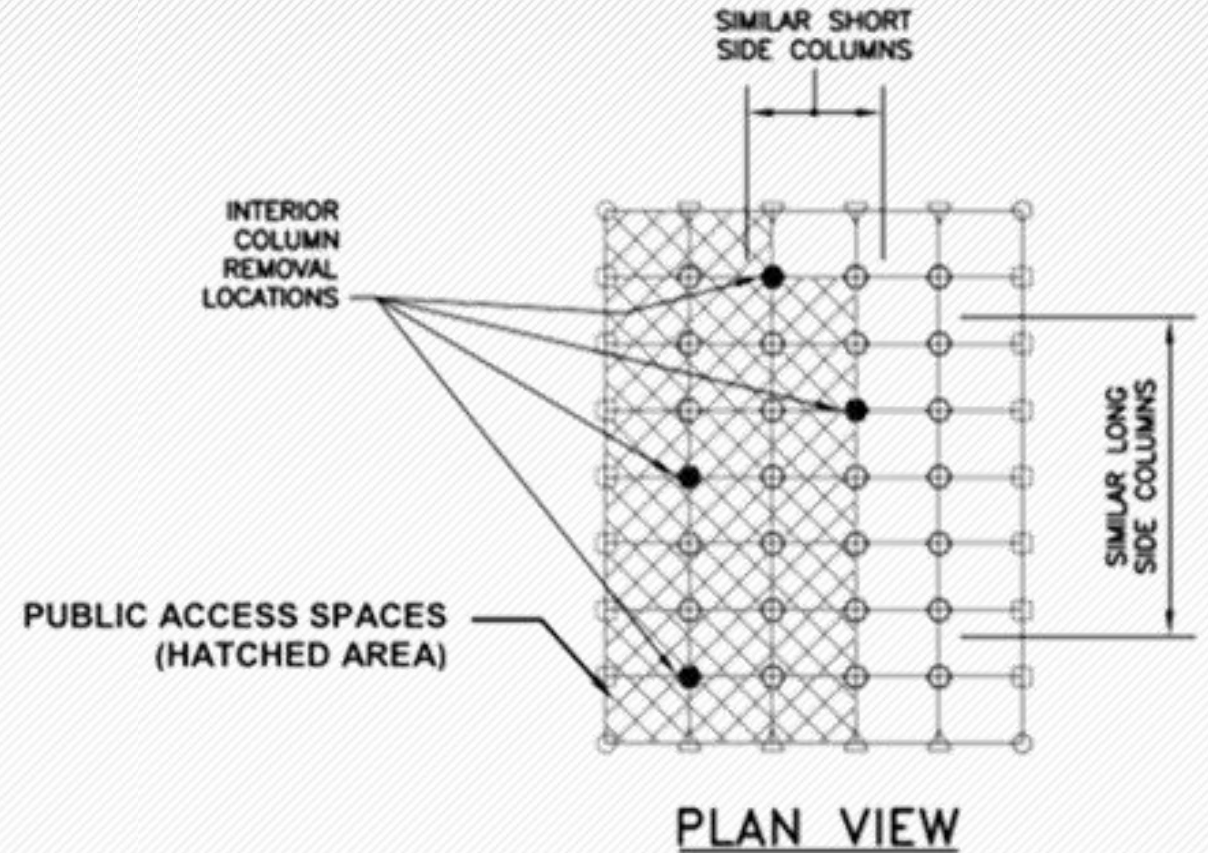 SIMILAR SHORT
SIDE COLUMNS
INTERIOR
COLUMN
REMOVAL
LOCATIONS
SIMILAR LONG
SIDE COLUMNS
PUBLIC ACCESS SPACES
(HATCHED AREA)
PLAN VIEW